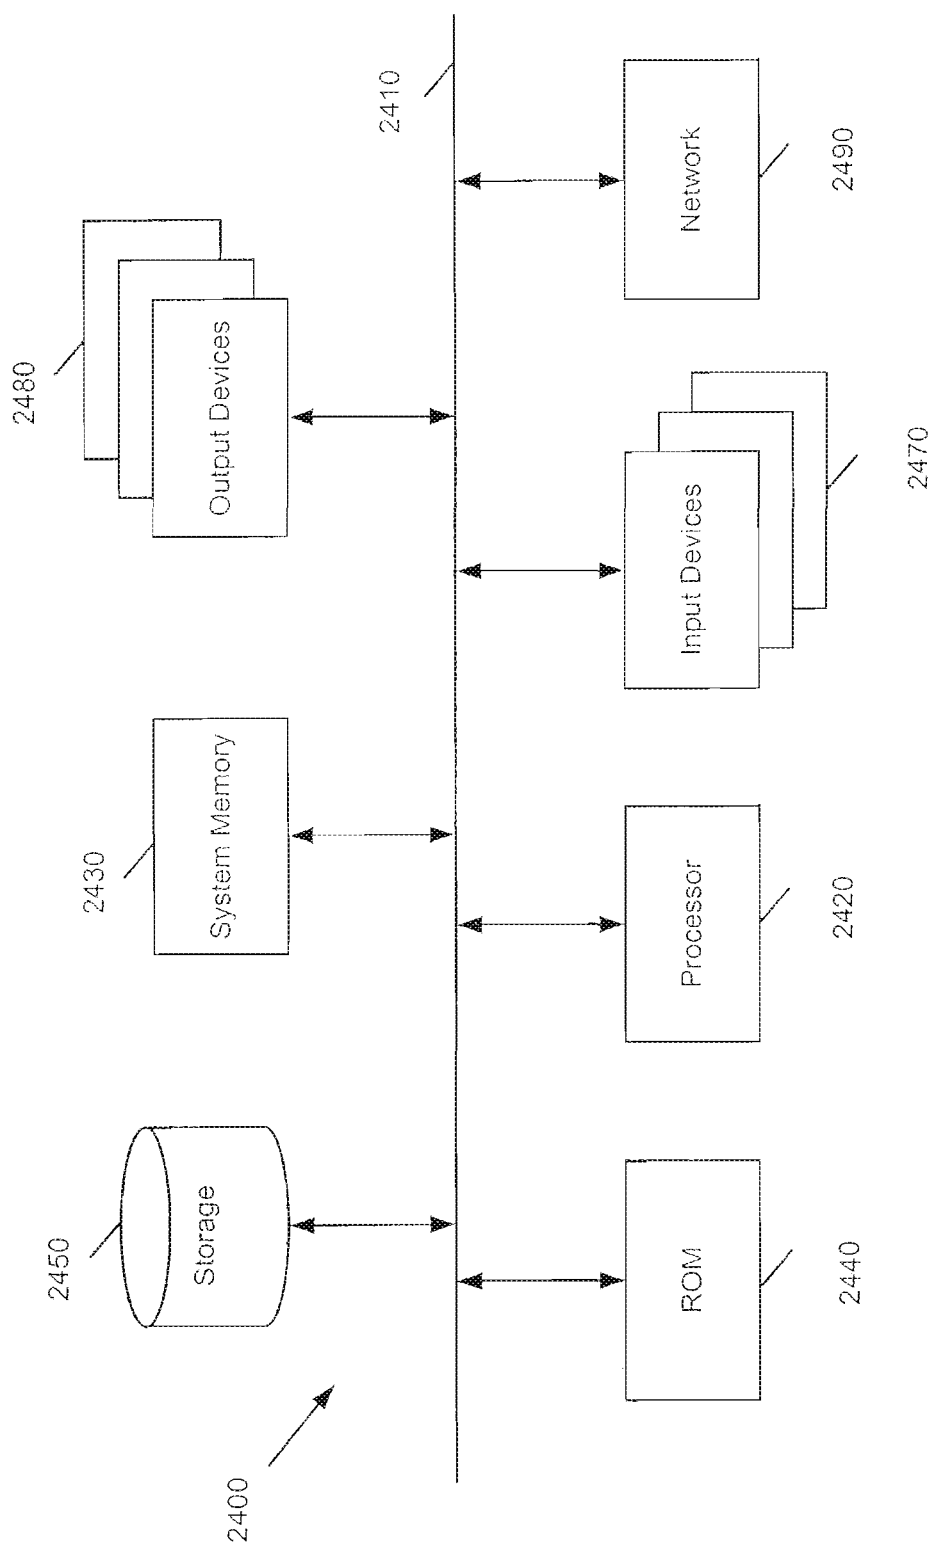 2450
Storage
2430
System Memory
2480
Output Devices
2400
2410
ROM
2440
Processor
2420
Input Devices
2470
Network
2490